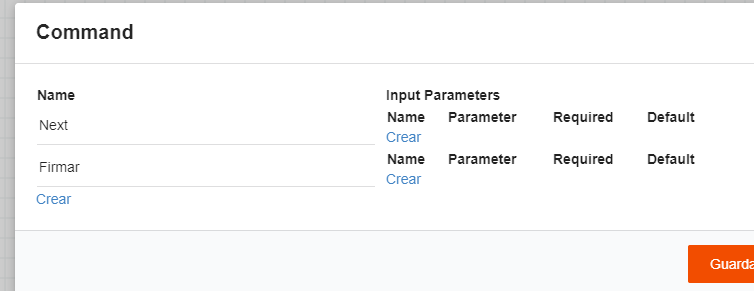 Command
Name Input Parameters
Name Parameter Required Default
Next
Crear
Name Parameter Required Default
Firmar
Crear
Crear
Guarda